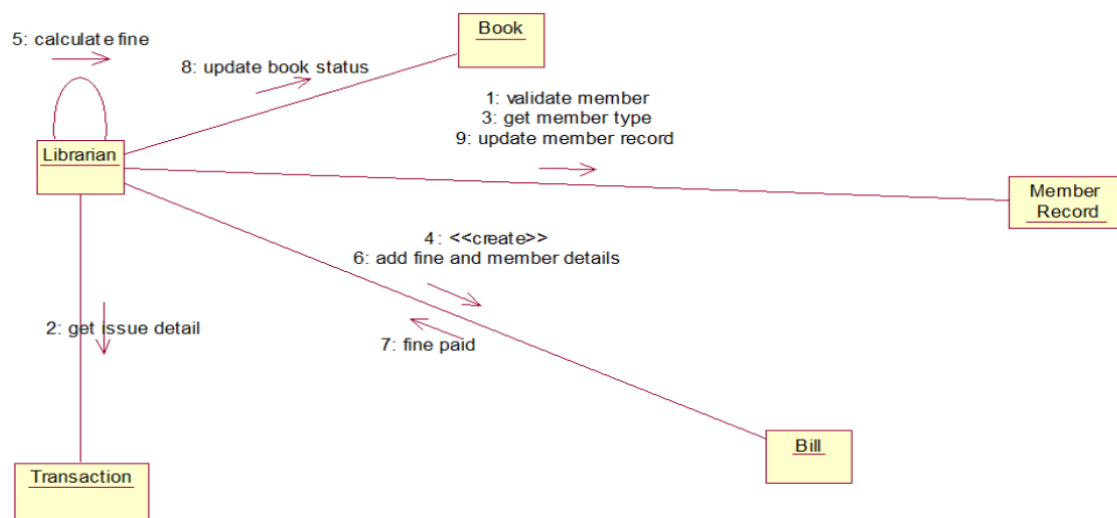 Book
5: calculate fine
8: update book status
1: validate member
3: get member type
9: update member record
Librarian
Member
Record
4: <<create>>
6: add fine and member details
2: get issue detail
7: fine paid
Bill
Transaction